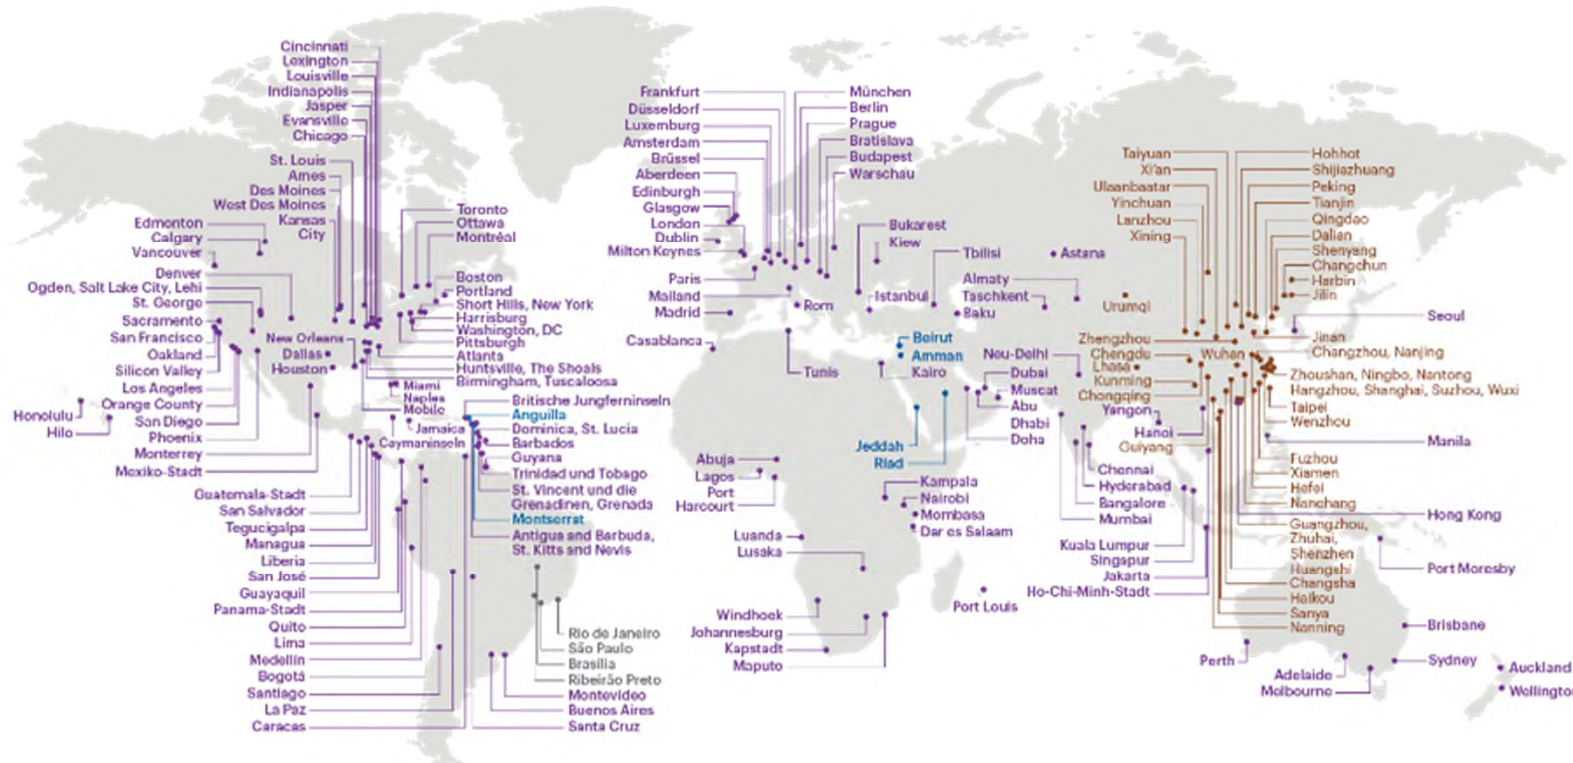 Cincinnati
Lexington
Louisville
Indianapolis
Jasper
Evansville
Chicago
St. Louis
Ames
Des Moines
West Des Moines
Kansas
City
Edmonton
Calgary
Vancouver
Denver
Ogden, Salt Lake City, Lehi
St. George
Sacramento
San Francisco
Oakland
Silicon Valley
Los Angeles
Orange County
San Diego
Phoenix
Monterrey
Mexiko-Stadt
Honolulu
Hilo
New Orleans
Dallas
Houston
Toronto
Ottawa
Montréal
Boston
Portland
Short Hills, New York
Harrisburg
Washington, DC
Pittsburgh
Atlanta
Huntsville, The Shoals
Birmingham, Tuscaloosa
Miami
Naples
Mobile
Jamaica
Caymaninseln
Britische Jungferninseln
Anguilla
Dominica, St. Lucia
Barbados
Guyana
Trinidad und Tobago
St. Vincent und die
Grenadinen, Grenada
Montserrat
Antigua and Barbuda,
St. Kitts and Nevis
Guatemala-Stadt
San Salvador
Tegucigalpa
Managua
Liberia
San José
Guayaquil
Panama-Stadt
Quito
Lima
Medellín
Bogotá
Santiago
La Paz
Caracas
Rio de Janeiro
São Paulo
Brasília
Ribeirão Preto
Montevideo
Buenos Aires
Santa Cruz
Frankfurt
Düsseldorf
Luxemburg
Amsterdam
Brüssel
Aberdeen
Edinburgh
Glasgow
London
Dublin
Milton Keynes
Paris
Mailand
Madrid
Casablanca
München
Berlin
Prague
Bratislava
Budapest
Warschau
Bukarest
Kiew
Rom
Istanbul
Tunis
Tbilisi
Astana
Almaty
Taschkent
Baku
Beirut
Amman
Kairo
Neu-Delhi
Dubai
Muscat
Abu
Dhabi
Doha
Jeddah
Riad
Abuja
Lagos
Port
Harcourt
Kampala
Nairobi
Mombasa
Dar es Salaam
Luanda
Lusaka
Windhoek
Johannesburg
Kapstadt
Maputo
Port Louis
Chennai
Hyderabad
Bangalore
Mumbai
Kuala Lumpur
Singapur
Jakarta
Ho-Chi-Minh-Stadt
Taiyuan
Xi'an
Ulaanbaatar
Yinchuan
Lanzhou
Xining
Urumqi
Zhengzhou
Chengdu
Lhasa
Kunming
Chongqing
Yangon
Hanoi
Guiyang
Wuhan
Hohhot
Shijiazhuang
Peking
Tianjin
Qingdao
Dalian
Shenyang
Changchun
Harbin
Jilin
Seoul
Jinan
Changzhou, Nanjing
Zhoushan, Ningbo, Nantong
Hangzhou, Shanghai, Suzhou, Wuxi
Taipei
Wenzhou
Manila
Fuzhou
Xiamen
Hefei
Nanchang
Hong Kong
Guangzhou,
Zhuhai,
Shenzhen
Huangshi
Changsha
Haikou
Sanya
Nanning
Port Moresby
Brisbane
Perth
Adelaide
Melbourne
Sydney
Auckland
Wellington